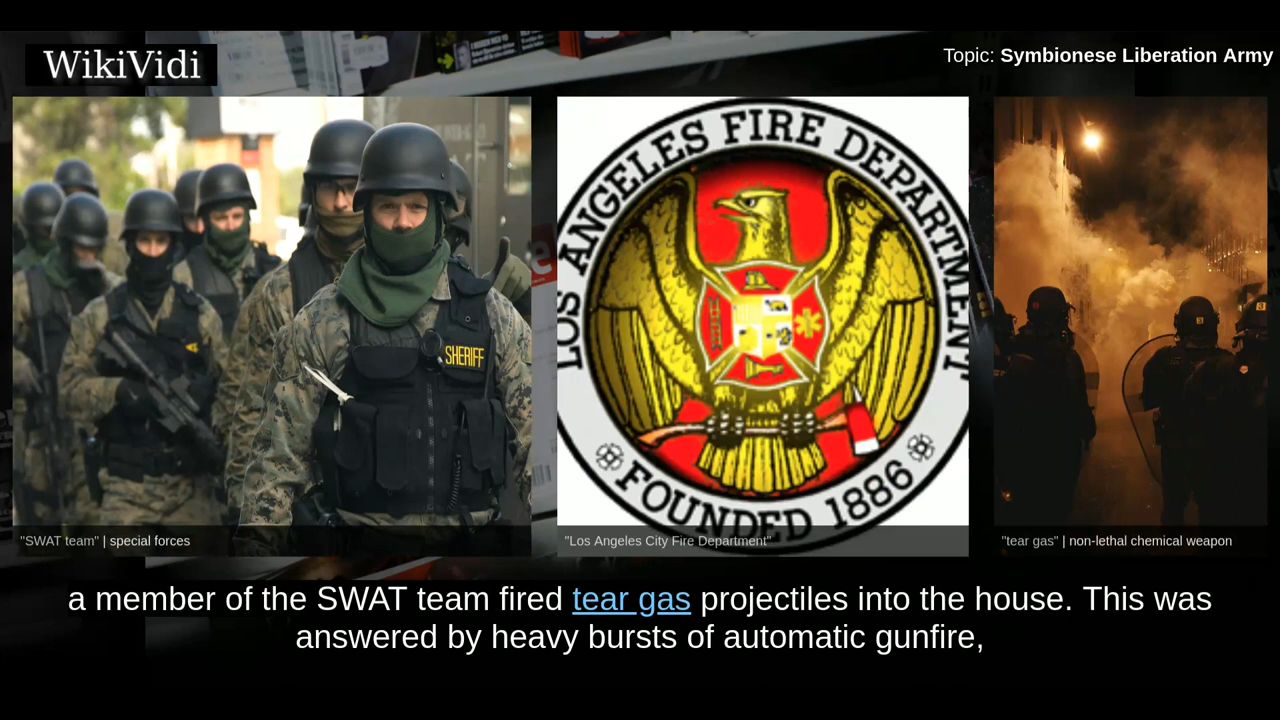 WikiVidi
Topic: Symbionese Liberation Army
SHERIFF
LOS ANGELES FIRE DEPARTMENT
FOUNDED 1886
"SWAT team" | special forces
"Los Angeles City Fire Department"
"tear gas" | non-lethal chemical weapon
a member of the SWAT team fired tear gas projectiles into the house. This was
answered by heavy bursts of automatic gunfire,